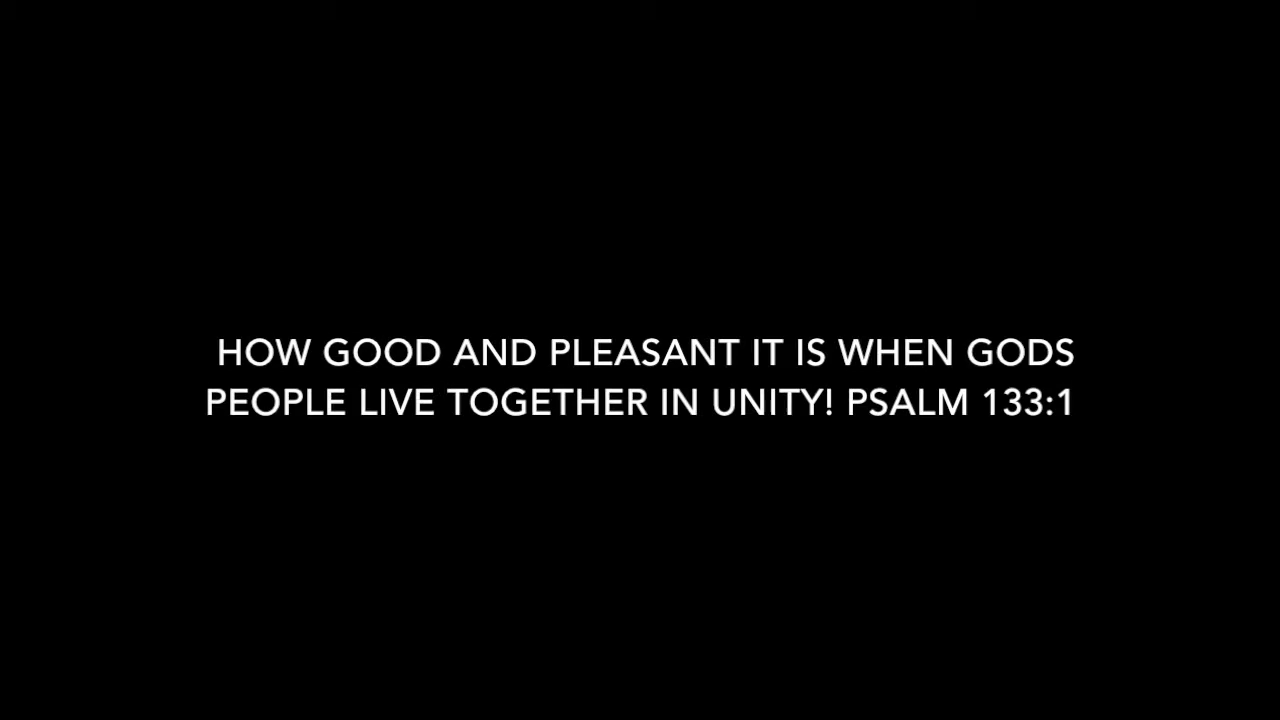 HOW GOOD AND PLEASANT IT IS WHEN GODS
PEOPLE LIVE TOGETHER IN UNITY! PSALM 133:1